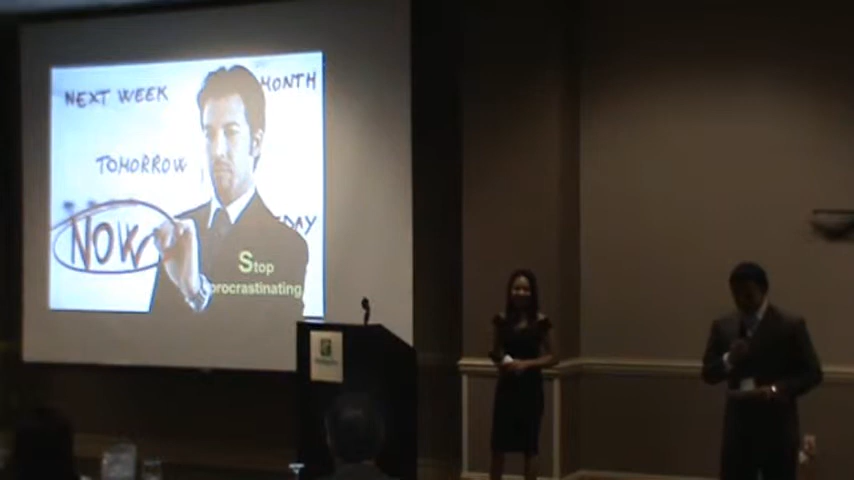 NEXT WEEK
MONTH
TOMORROW
NOW
DAY
Stop
procrastinating